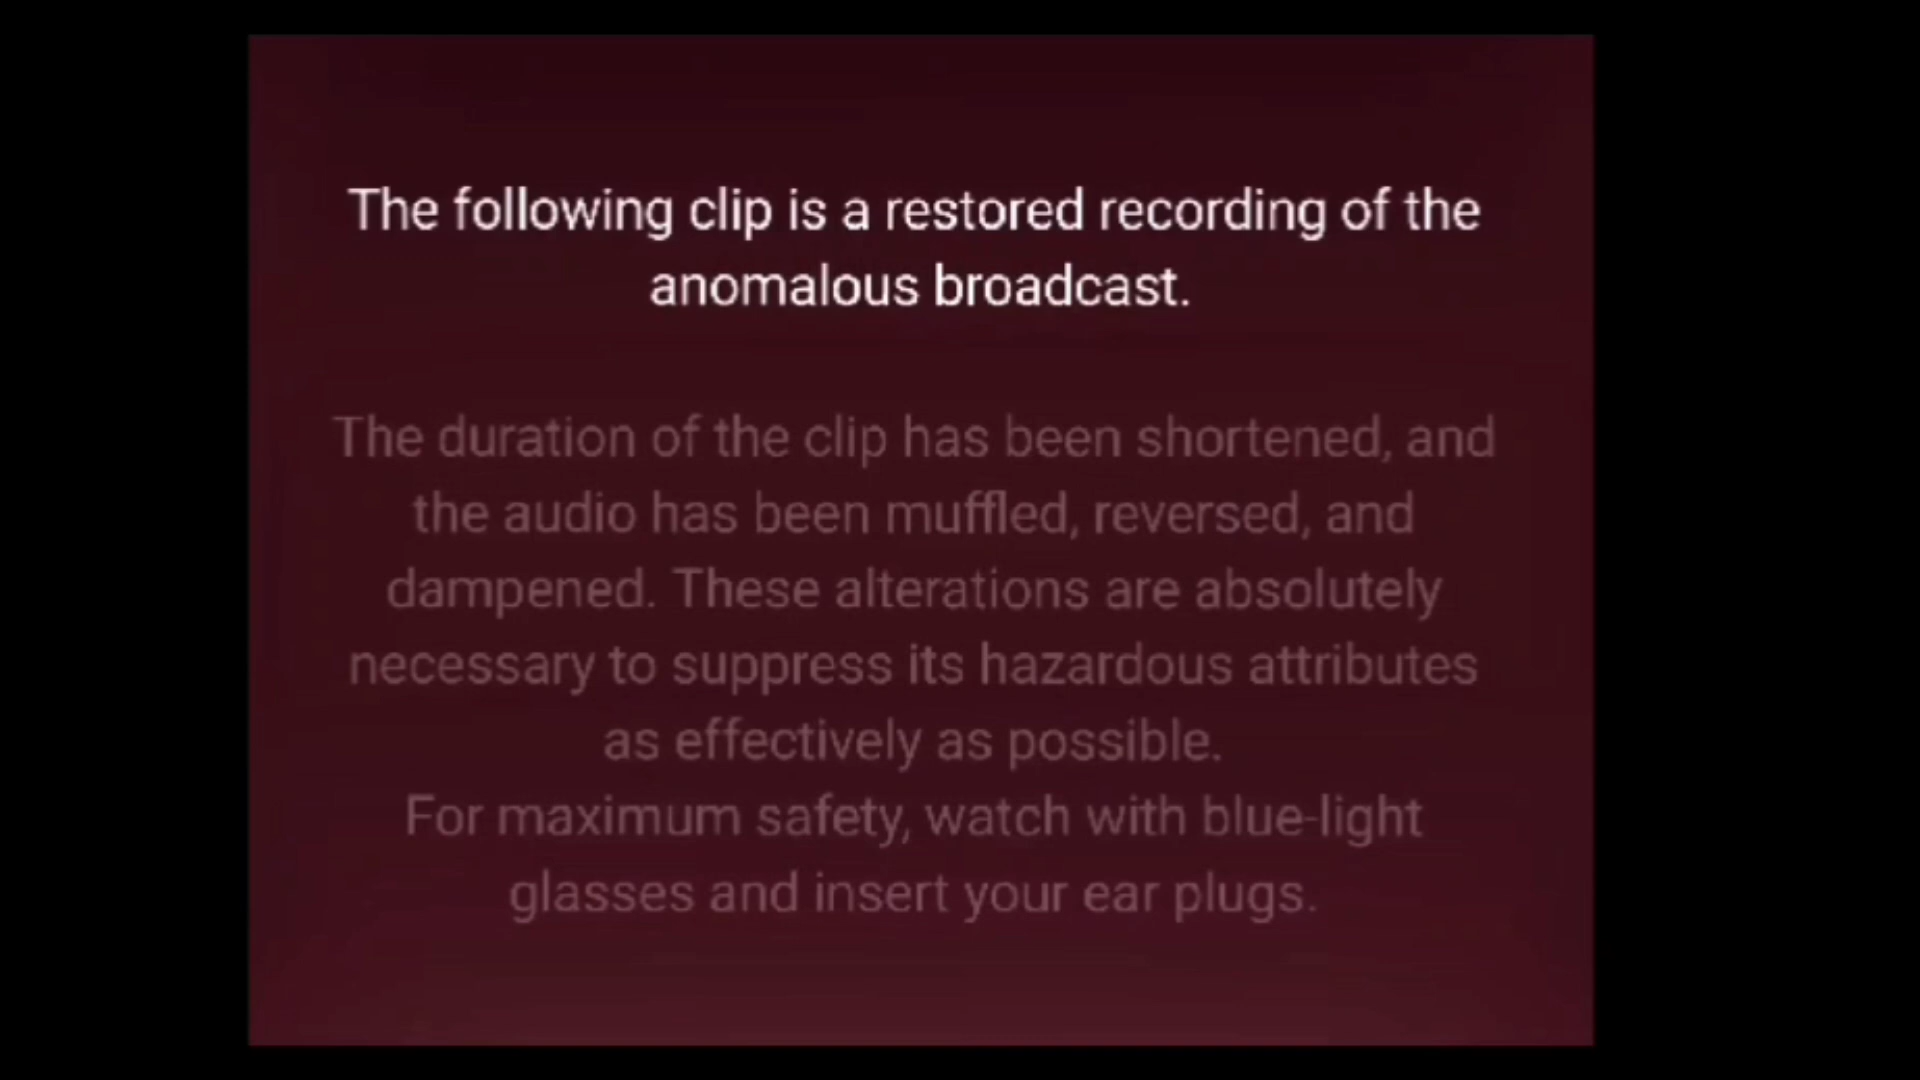 The following clip is a restored recording of the
anomalous broadcast.
The duration of the clip has been shortened, and
the audio has been muffled, reversed, and
dampened. These alterations are absolutely
necessary to suppress its hazardous attributes
as effectively as possible.
For maximum safety, watch with blue-light
glasses and insert your ear plugs.